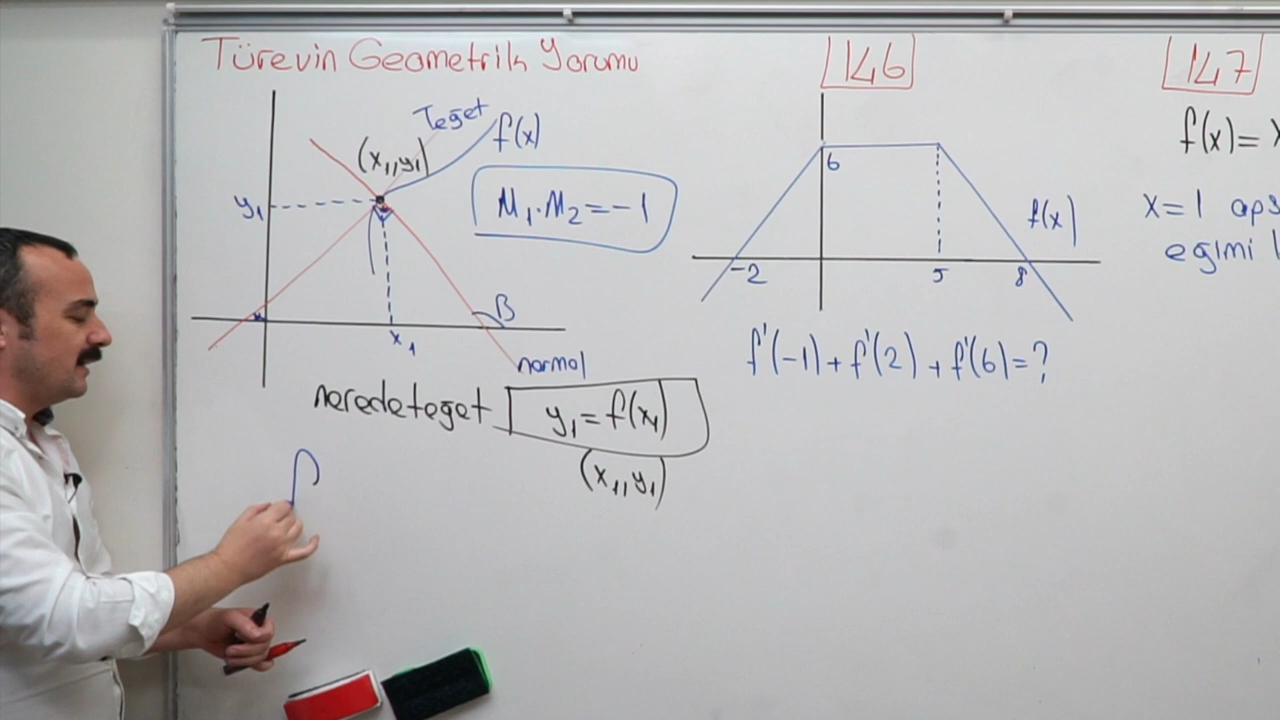 Türevin Geometrik Yorumu
Teğet
f(x)
(x₁,y₁)
y₁
M₁.M₂=-1
x₁
β
normal
neredeteğet y₁=f(x₁)
(x₁,y₁)
146
6
f(x)
-2
5
8
f'(-1)+f'(2)+f'(6)=?
147
f(x)=
x=1
eğimi